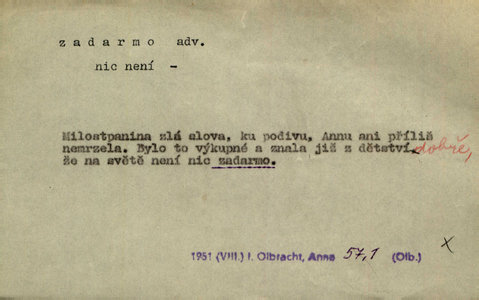 zadarmo adv.
nic není -
Milostpanina zlá slova, ku podivu, Annu ani příliš
nemrzela. Bylo to výkupné a znala již z dětství dobře,
že na světě není nic zadarmo.
1951 (VIII.) I. Olbracht, Anna 57,1 (Olb.) x